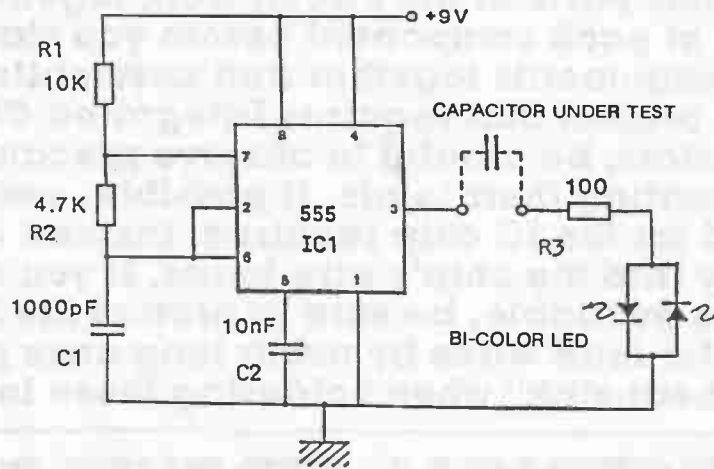 +9V
R1
10K
8
4
CAPACITOR UNDER TEST
7
4.7K
R2
2
555
IC1
3
100
6
R3
5
1
1000pF
C1
10nF
C2
BI-COLOR LED